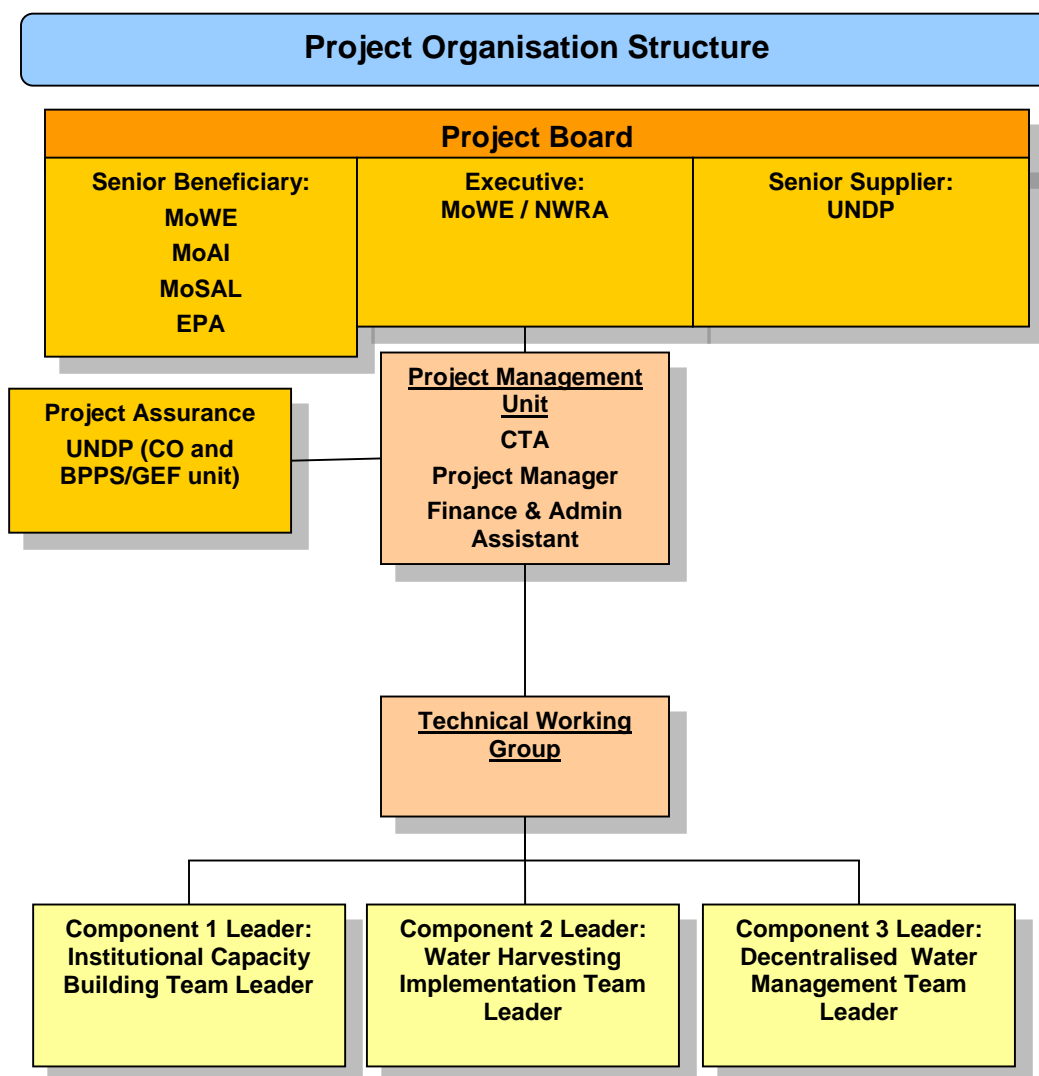 Project Organisation Structure
Project Board
Senior Beneficiary:
MoWE
MoAI
MoSAL
EPA
Executive:
MoWE / NWRA
Senior Supplier:
UNDP
Project Management
Unit
CTA
Project Manager
Finance & Admin
Assistant
Project Assurance
UNDP (CO and
BPPS/GEF unit)
Technical Working
Group
Component 1 Leader:
Institutional Capacity
Building Team Leader
Component 2 Leader:
Water Harvesting
Implementation Team
Leader
Component 3 Leader:
Decentralised  Water
Management Team
Leader